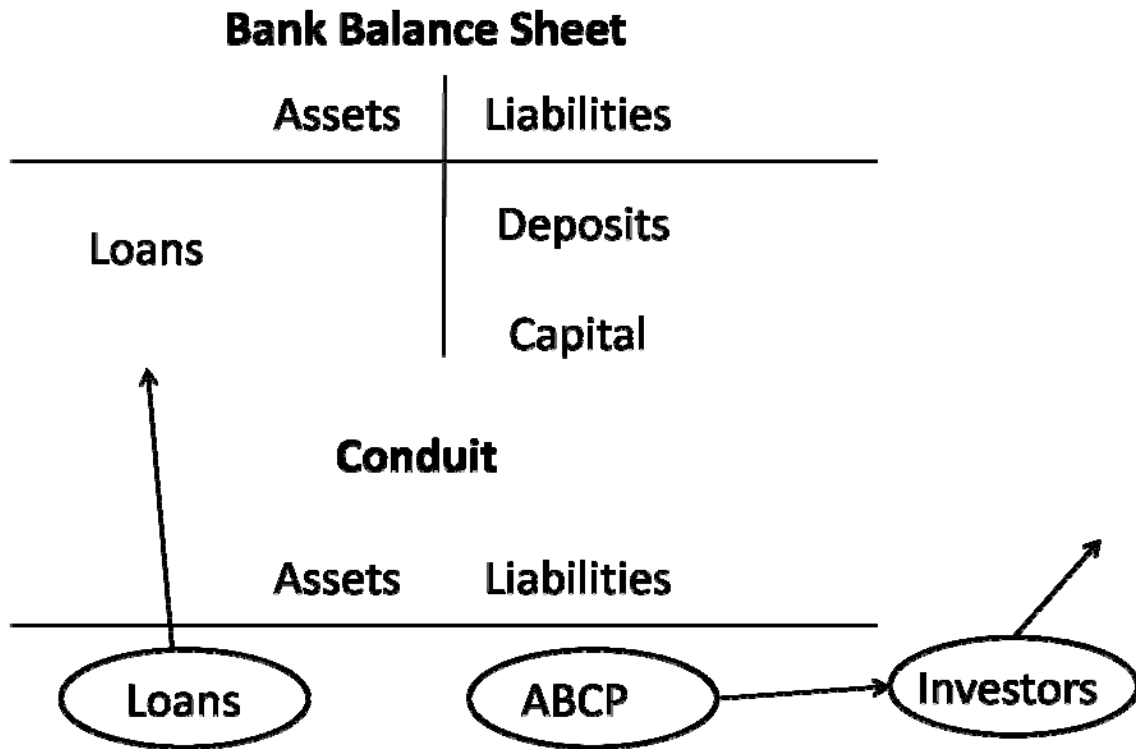 Bank Balance Sheet
Assets Liabilities
Loans Deposits
Capital
Conduit
Assets Liabilities
Loans ABCP Investors